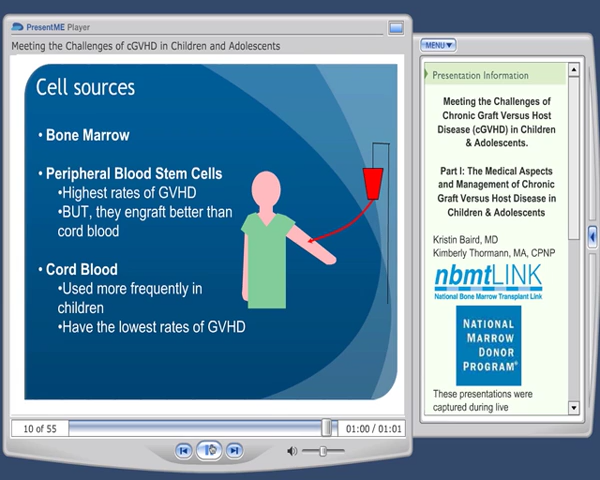 PresentME Player
Meeting the Challenges of cGVHD in Children and Adolescents
Cell sources
• Bone Marrow
• Peripheral Blood Stem Cells
•Highest rates of GVHD
•BUT, they engraft better than
cord blood
• Cord Blood
•Used more frequently in
children
•Have the lowest rates of GVHD
10 of 55
01:00 / 01:01
MENU
Presentation Information
Meeting the Challenges of
Chronic Graft Versus Host
Disease (cGVHD) in Children
& Adolescents.
Part I: The Medical Aspects
and Management of Chronic
Graft Versus Host Disease in
Children & Adolescents
Kristin Baird, MD
Kimberly Thormann, MA, CPNP
nbmtLINK
National Bone Marrow Transplant Link
NATIONAL
MARROW
DONOR
PROGRAM®
These presentations were
captured during live